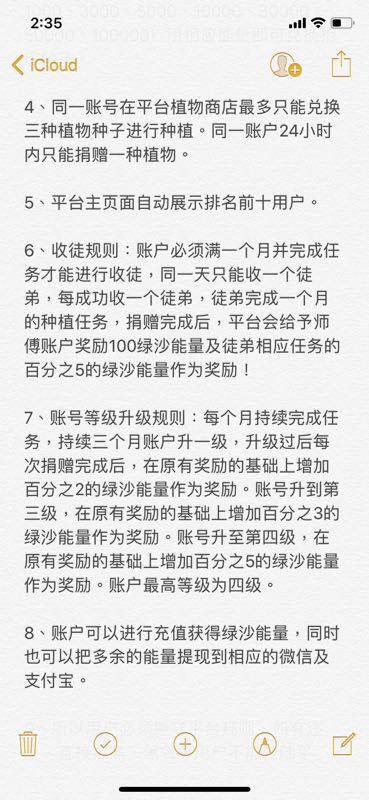 2:35
iCloud
4、同一账号在平台植物商店最多只能兑换
三种植物种子进行种植。同一账户24小时
内只能捐赠一种植物。
5、平台主页面自动展示排名前十用户。
6、收徒规则：账户必须满一个月并完成任
务才能进行收徒，同一天只能收一个徒
弟，每成功收一个徒弟，徒弟完成一个月
的种植任务，捐赠完成后，平台会给予师
傅账户奖励100绿沙能量及徒弟相应任务的
百分之5的绿沙能量作为奖励！
7、账号等级升级规则：每个月持续完成任
务，持续三个月账户升一级，升级过后每
次捐赠完成后，在原有奖励的基础上增加
百分之2的绿沙能量作为奖励。账号升到第
三级，在原有奖励的基础上增加百分之3的
绿沙能量作为奖励。账号升至第四级，在
原有奖励的基础上增加百分之5的绿沙能量
作为奖励。账户最高等级为四级。
8、账户可以进行充值获得绿沙能量，同时
也可以把多余的能量提现到相应的微信及
支付宝。